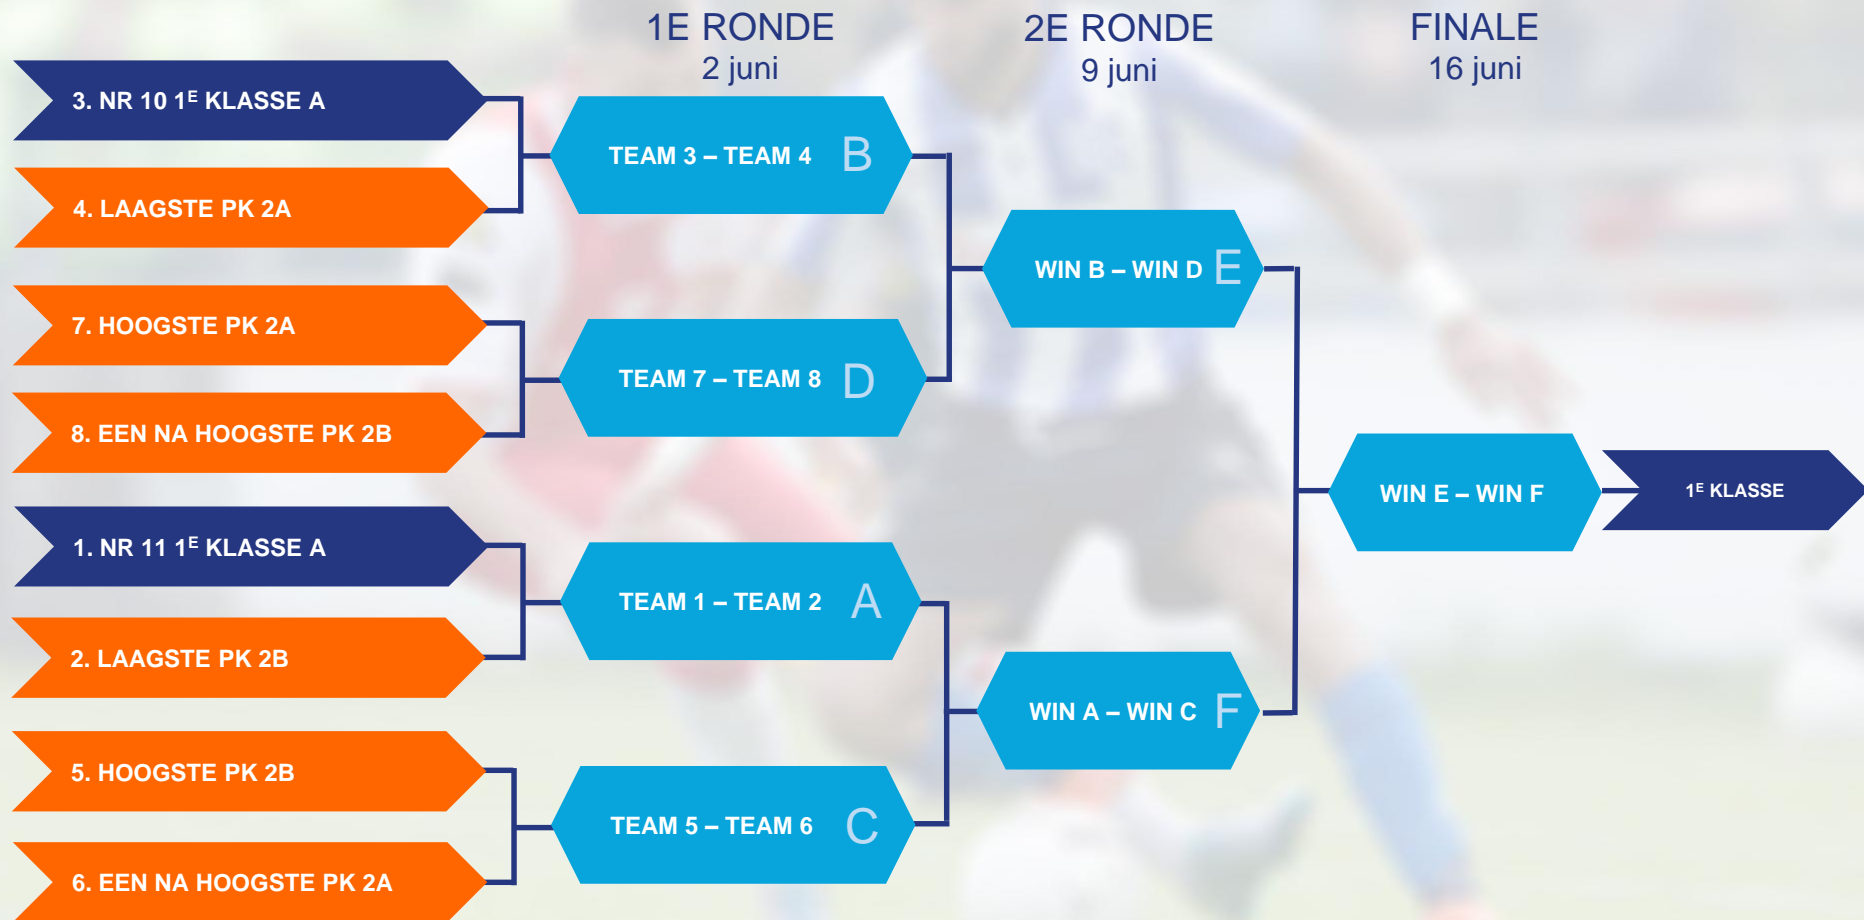 1E RONDE
2 juni
2E RONDE
9 juni
FINALE
16 juni
3. NR 10 1E KLASSE A
4. LAAGSTE PK 2A
7. HOOGSTE PK 2A
8. EEN NA HOOGSTE PK 2B
1. NR 11 1E KLASSE A
2. LAAGSTE PK 2B
5. HOOGSTE PK 2B
6. EEN NA HOOGSTE PK 2A
TEAM 3 – TEAM 4 B
TEAM 7 – TEAM 8 D
TEAM 1 – TEAM 2 A
TEAM 5 – TEAM 6 C
WIN B – WIN D E
WIN A – WIN C F
WIN E – WIN F
1E KLASSE